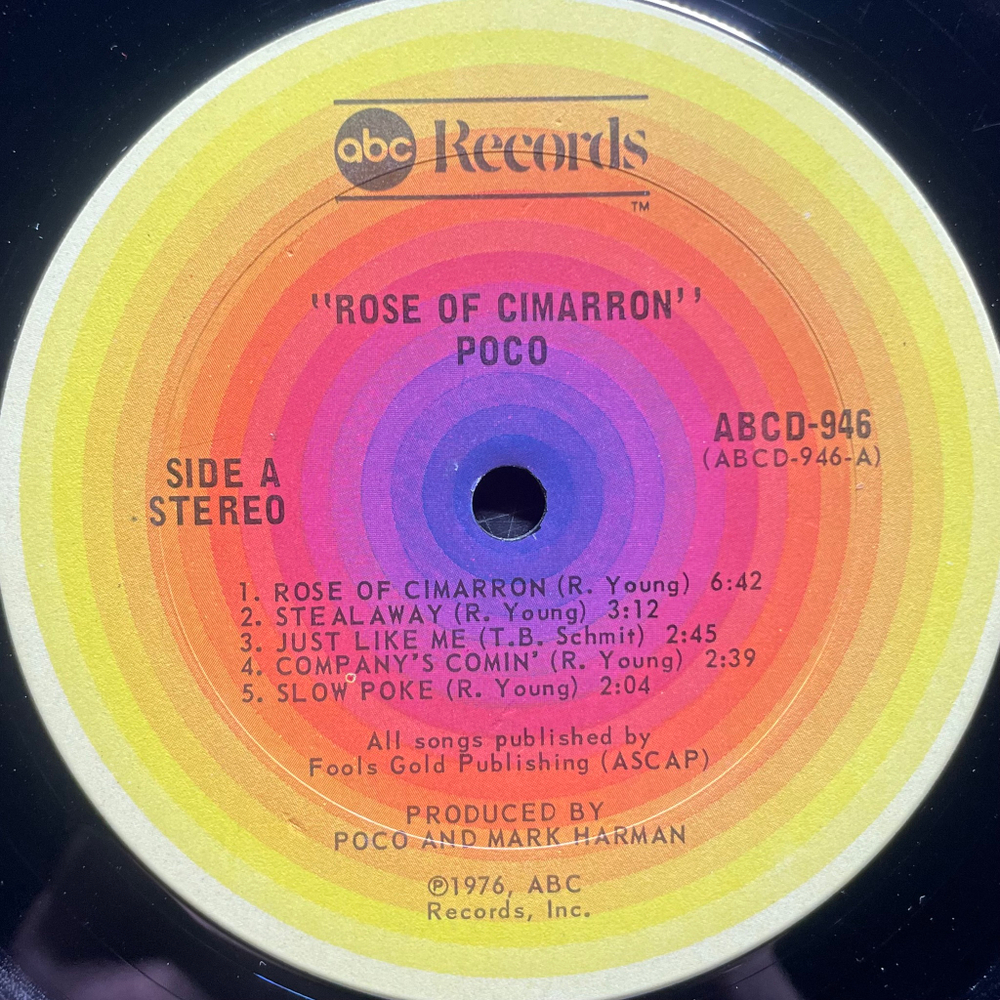 abc Records
TM
"ROSE OF CIMARRON"
POCO
ABCD-946
(ABCD-946-A)
SIDE A
STEREO
1. ROSE OF CIMARRON (R. Young) 6:42
2. STEALAWAY (R. Young) 3:12
3. JUST LIKE ME (T.B. Schmit) 2:45
4. COMPANY'S COMIN' (R. Young) 2:39
5. SLOW POKE (R. Young) 2:04
All songs published by
Fools Gold Publishing (ASCAP)
PRODUCED BY
POCO AND MARK HARMAN
℗1976, ABC
Records, Inc.